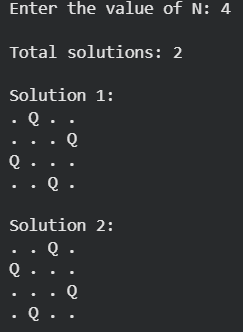 Enter the value of N: 4
Total solutions: 2
Solution 1:
. Q . .
. . . Q
Q . . .
. . Q .
Solution 2:
. . Q .
Q . . .
. . . Q
. Q . .